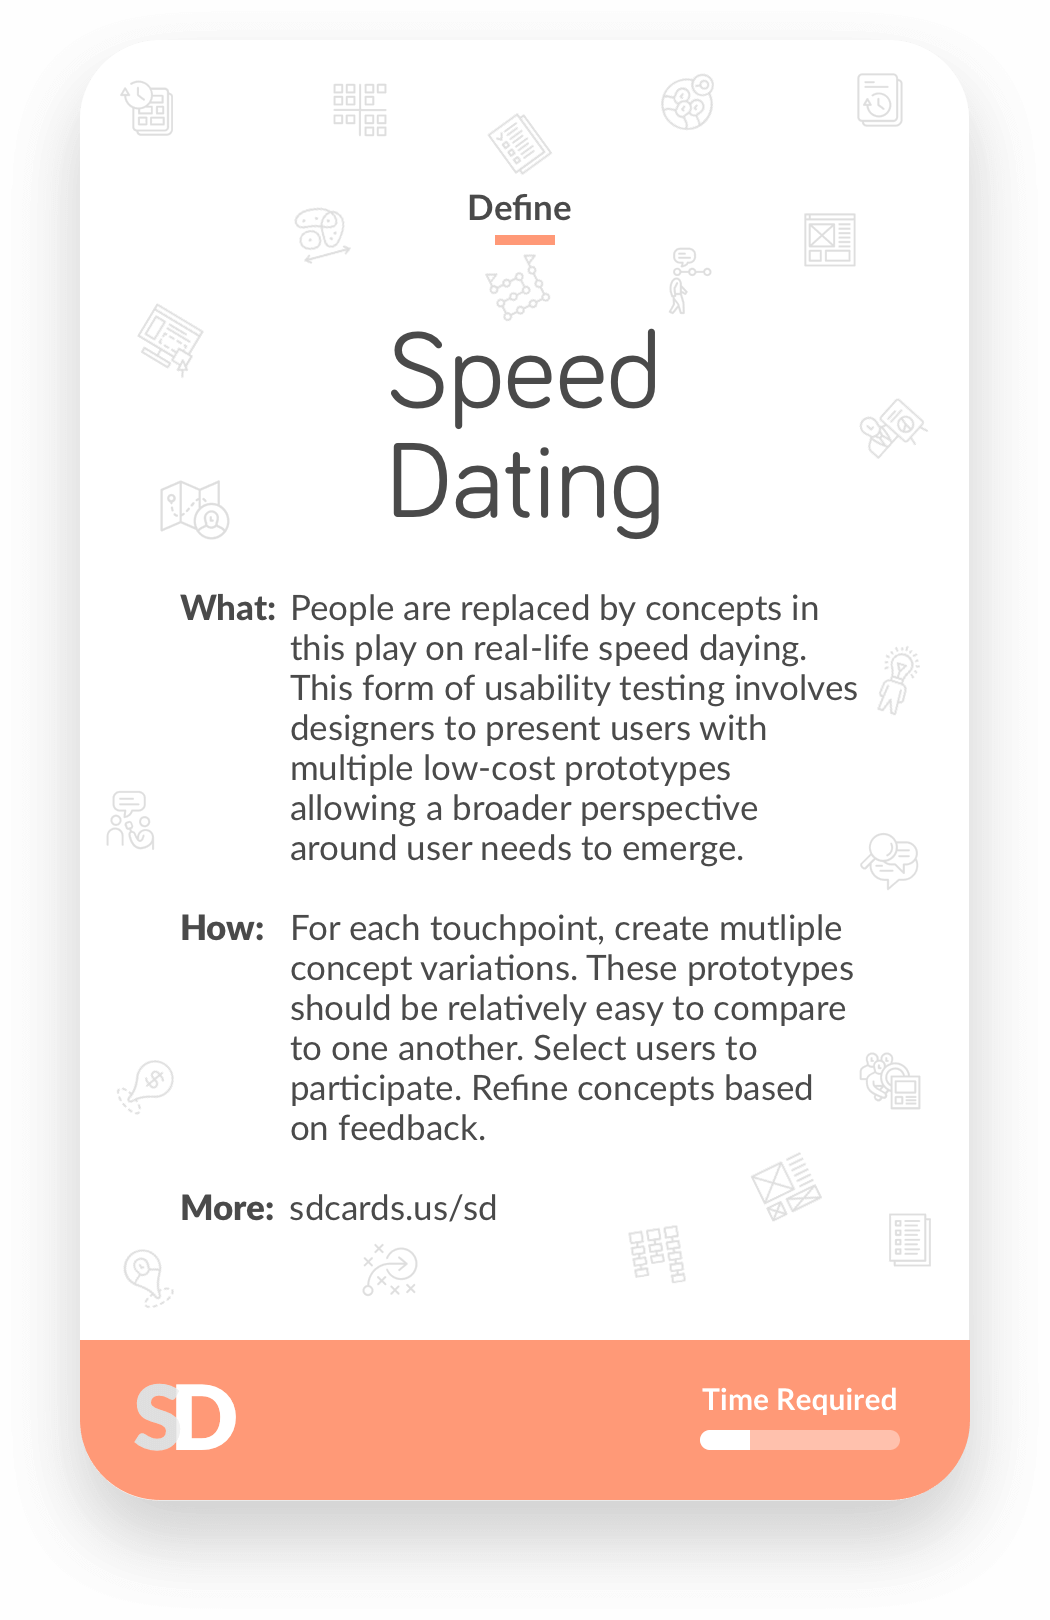 Define
Speed
Dating
What: People are replaced by concepts in
this play on real-life speed daying.
This form of usability testing involves
designers to present users with
multiple low-cost prototypes
allowing a broader perspective
around user needs to emerge.
How: For each touchpoint, create mutliple
concept variations. These prototypes
should be relatively easy to compare
to one another. Select users to
participate. Refine concepts based
on feedback.
More: sdcards.us/sd
SD
Time Required